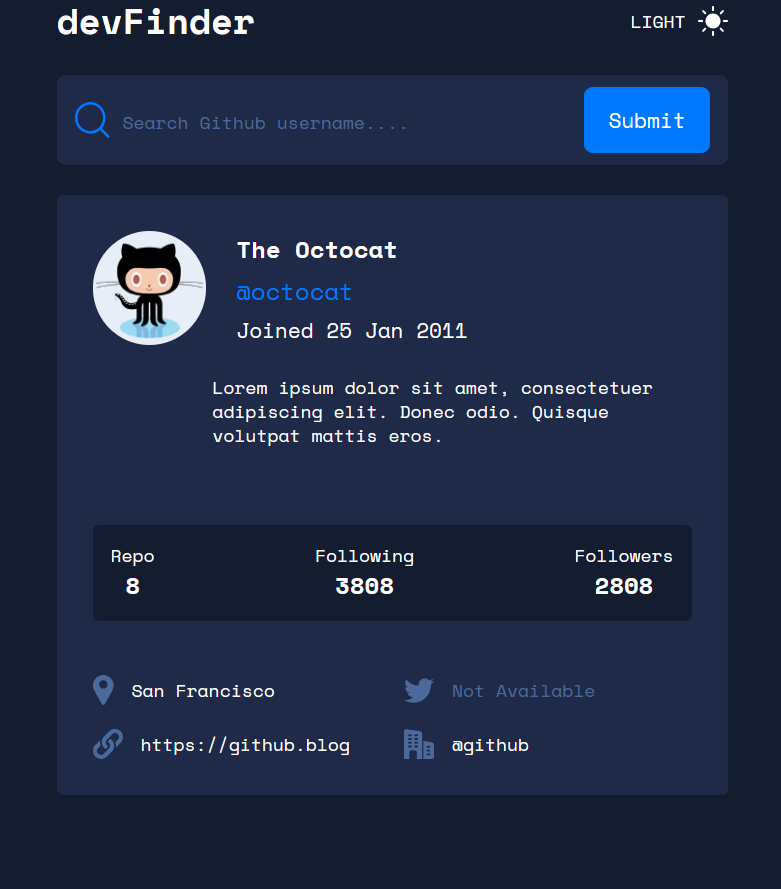 devFinder
LIGHT
Search Github username....
Submit
The Octocat
@octocat
Joined 25 Jan 2011
Lorem ipsum dolor sit amet, consectetuer
adipiscing elit. Donec odio. Quisque
volutpat mattis eros.
Repo
Following
Followers
8
3808
2808
San Francisco
Not Available
https://github.blog
@github